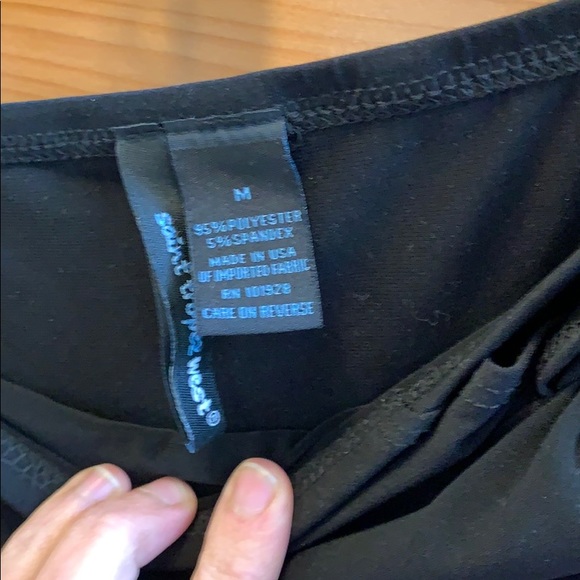 saint tropez west®
M
95%POLYESTER
5%SPANDEX
MADE IN USA
OF IMPORTED FABRIC
RN 101928
CARE ON REVERSE